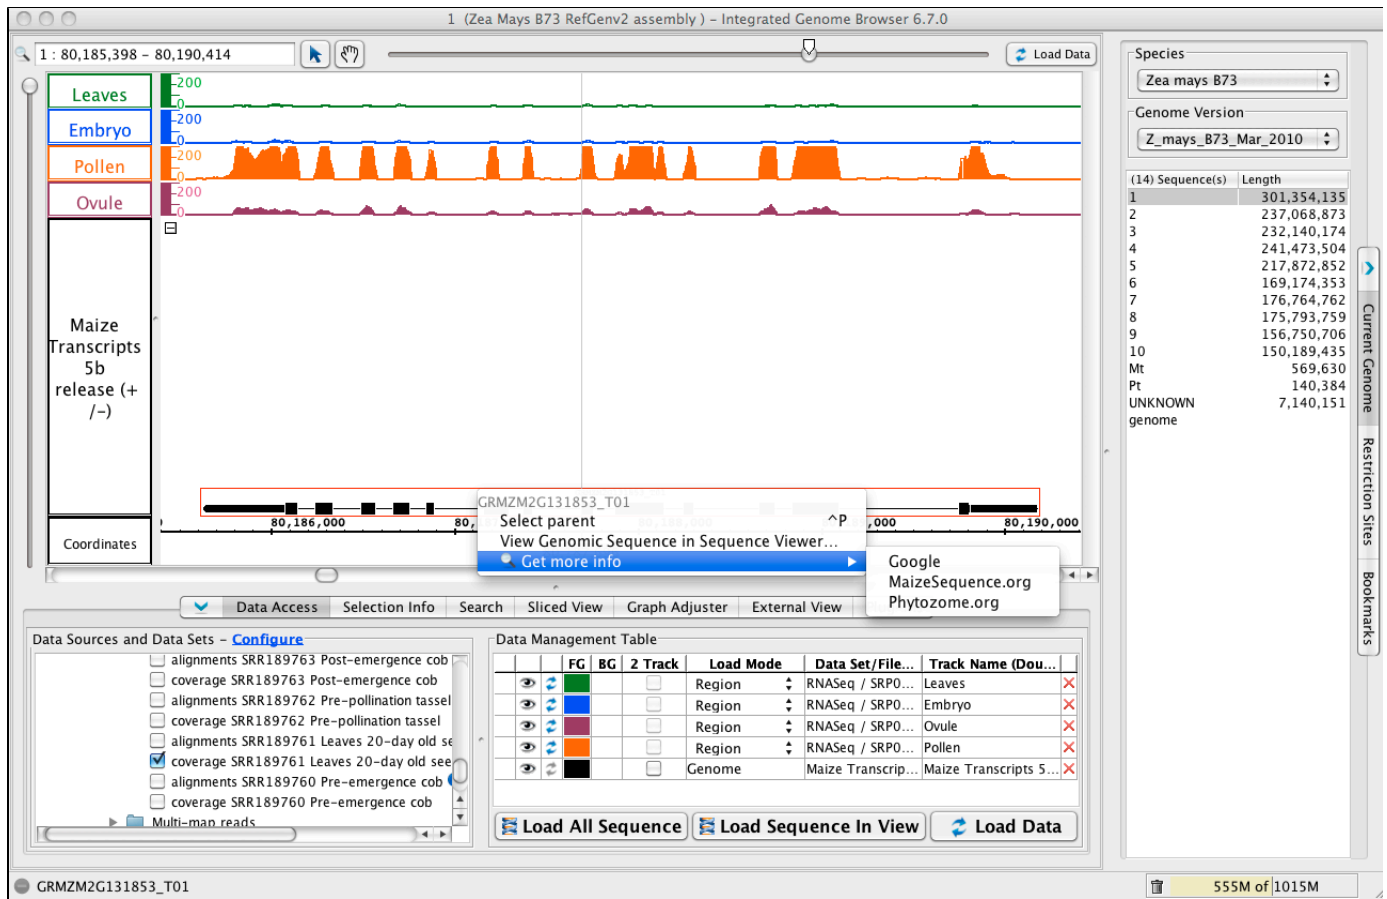 1 (Zea Mays B73 RefGenv2 assembly ) – Integrated Genome Browser 6.7.0
1 : 80,185,398 – 80,190,414
Load Data
Leaves
200
0
Embryo
200
0
Pollen
200
0
Ovule
200
0
Maize
Transcripts
5b
release (+
/-)
Coordinates
80,186,000
80,
,000
80,190,000
GRMZM2G131853_T01
Select parent ^P
View Genomic Sequence in Sequence Viewer...
Get more info
Google
MaizeSequence.org
Phytozome.org
Data Access
Selection Info
Search
Sliced View
Graph Adjuster
External View
Data Sources and Data Sets – Configure
alignments SRR189763 Post-emergence cob
coverage SRR189763 Post-emergence cob
alignments SRR189762 Pre-pollination tassel
coverage SRR189762 Pre-pollination tassel
alignments SRR189761 Leaves 20-day old se
coverage SRR189761 Leaves 20-day old see
alignments SRR189760 Pre-emergence cob
coverage SRR189760 Pre-emergence cob
Multi-map reads
Data Management Table
FG BG 2 Track Load Mode Data Set/File... Track Name (Dou...
Region RNASeq / SRP0... Leaves
Region RNASeq / SRP0... Embryo
Region RNASeq / SRP0... Ovule
Region RNASeq / SRP0... Pollen
Genome Maize Transcrip... Maize Transcripts 5...
Load All Sequence
Load Sequence In View
Load Data
Species
Zea mays B73
Genome Version
Z_mays_B73_Mar_2010
(14) Sequence(s) Length
1 301,354,135
2 237,068,873
3 232,140,174
4 241,473,504
5 217,872,852
6 169,174,353
7 176,764,762
8 175,793,759
9 156,750,706
10 150,189,435
Mt 569,630
Pt 140,384
UNKNOWN 7,140,151
genome
Current Genome
Restriction Sites
Bookmarks
GRMZM2G131853_T01
555M of 1015M